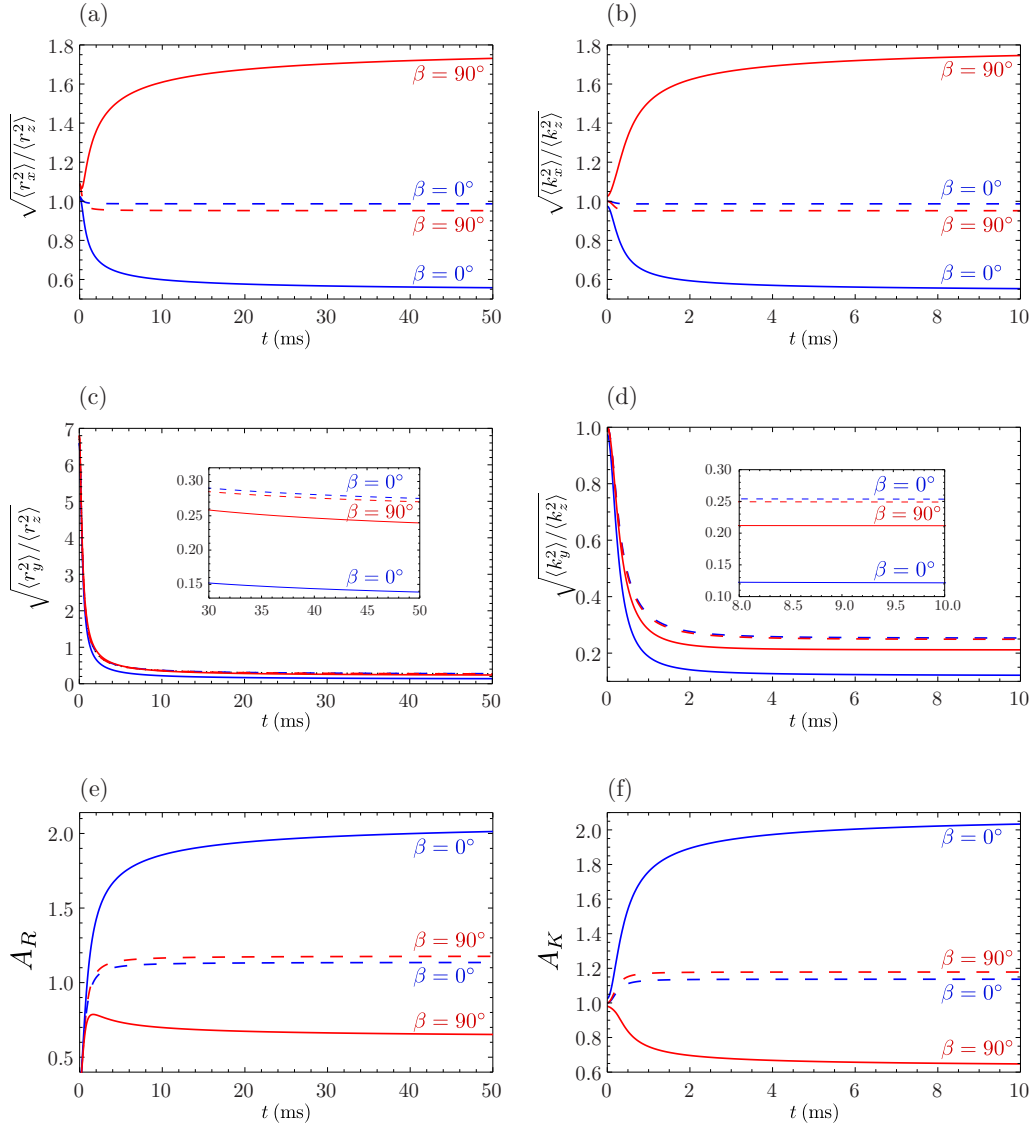 (a)
√⟨r_x^2⟩/⟨r_z^2⟩
1.8
1.6
1.4
1.2
1.0
0.8
0.6
β = 90°
β = 0°
β = 90°
β = 0°
0 10 20 30 40 50
t (ms)
(b)
√⟨k_x^2⟩/⟨k_z^2⟩
1.8
1.6
1.4
1.2
1.0
0.8
0.6
β = 90°
β = 0°
β = 90°
β = 0°
0 2 4 6 8 10
t (ms)
(c)
√⟨r_y^2⟩/⟨r_z^2⟩
7
6
5
4
3
2
1
0
0.30
0.25
0.20
0.15
β = 0°
β = 90°
β = 0°
30 35 40 45 50
0 10 20 30 40 50
t (ms)
(d)
√⟨k_y^2⟩/⟨k_z^2⟩
1.0
0.8
0.6
0.4
0.2
0.30
0.25
0.20
0.15
0.10
β = 0°
β = 90°
β = 0°
8.0 8.5 9.0 9.5 10.0
0 2 4 6 8 10
t (ms)
(e)
A_R
2.0
1.5
1.0
0.5
β = 0°
β = 90°
β = 0°
β = 90°
0 10 20 30 40 50
t (ms)
(f)
A_K
2.0
1.8
1.6
1.4
1.2
1.0
0.8
0.6
β = 0°
β = 90°
β = 0°
β = 90°
0 2 4 6 8 10
t (ms)